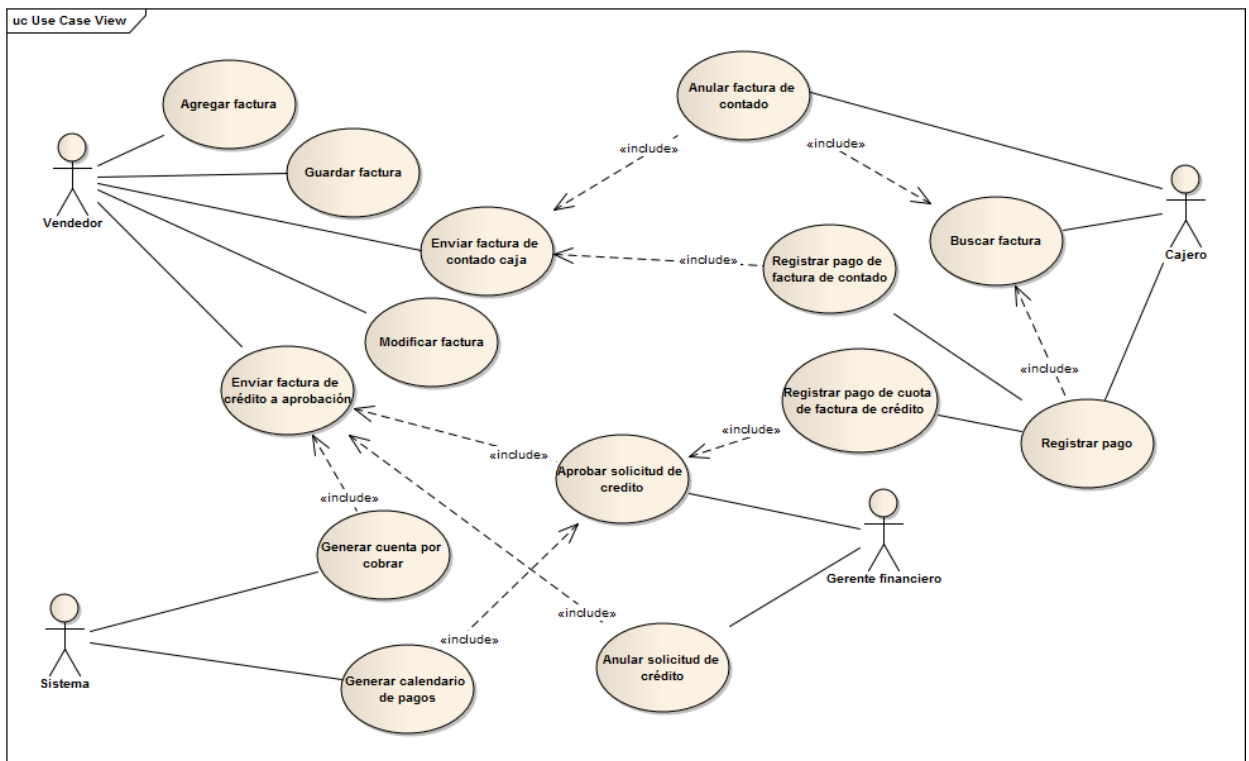 uc Use Case View
Agregar factura
Anular factura de
contado
«include»
«include»
Guardar factura
Vendedor
Cajero
Enviar factura de
contado caja
Buscar factura
«include»
Registrar pago de
factura de contado
Modificar factura
«include»
Enviar factura de
crédito a aprobación
Registrar pago de cuota
de factura de crédito
«include»
Registrar pago
«include»
Aprobar solicitud de
credito
«include»
Generar cuenta por
cobrar
Gerente financiero
«include»
«include»
Sistema
Generar calendario
de pagos
Anular solicitud de
crédito